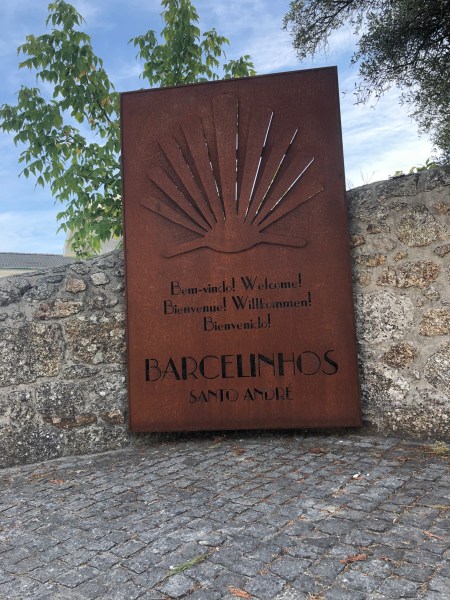 Bem-vindo! Welcome!
Bienvenue! Willkommen!
Bienvenido!
BARCELINHOS
SANTO ANDRÉ